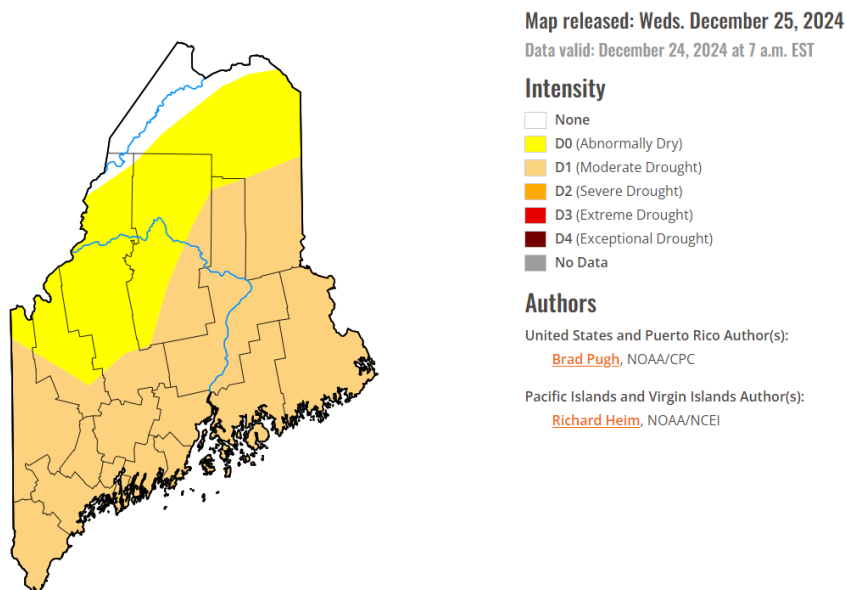 Map released: Weds. December 25, 2024
Data valid: December 24, 2024 at 7 a.m. EST
Intensity
None
D0 (Abnormally Dry)
D1 (Moderate Drought)
D2 (Severe Drought)
D3 (Extreme Drought)
D4 (Exceptional Drought)
No Data
Authors
United States and Puerto Rico Author(s):
Brad Pugh, NOAA/CPC
Pacific Islands and Virgin Islands Author(s):
Richard Heim, NOAA/NCEI